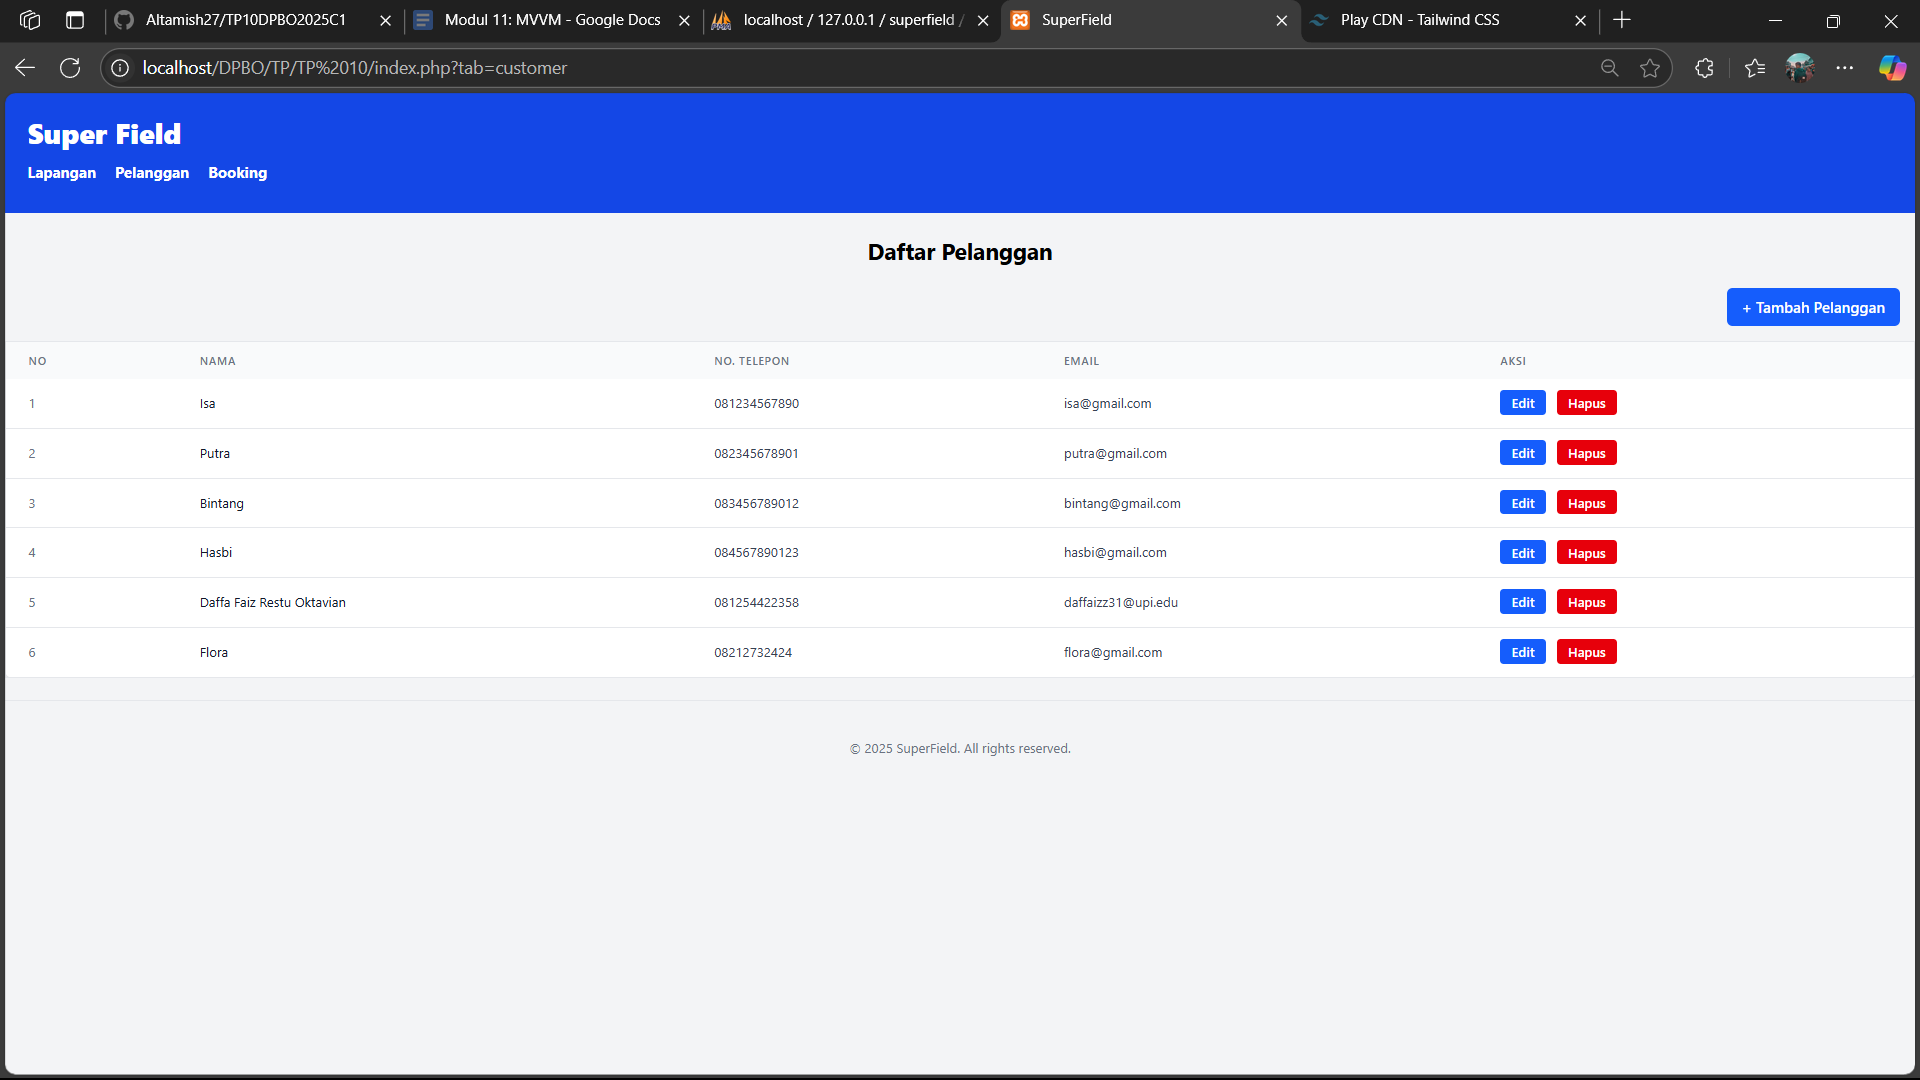 Altamish27/TP10DPBO2025C1
Modul 11: MVVM - Google Docs
localhost / 127.0.0.1 / superfield /
SuperField
Play CDN - Tailwind CSS
localhost/DPBO/TP/TP%2010/index.php?tab=customer
Super Field
Lapangan Pelanggan Booking
Daftar Pelanggan
+ Tambah Pelanggan
NO NAMA NO. TELEPON EMAIL AKSI
1 Isa 081234567890 isa@gmail.com Edit Hapus
2 Putra 082345678901 putra@gmail.com Edit Hapus
3 Bintang 083456789012 bintang@gmail.com Edit Hapus
4 Hasbi 084567890123 hasbi@gmail.com Edit Hapus
5 Daffa Faiz Restu Oktavian 081254422358 daffaizz31@upi.edu Edit Hapus
6 Flora 08212732424 flora@gmail.com Edit Hapus
© 2025 SuperField. All rights reserved.